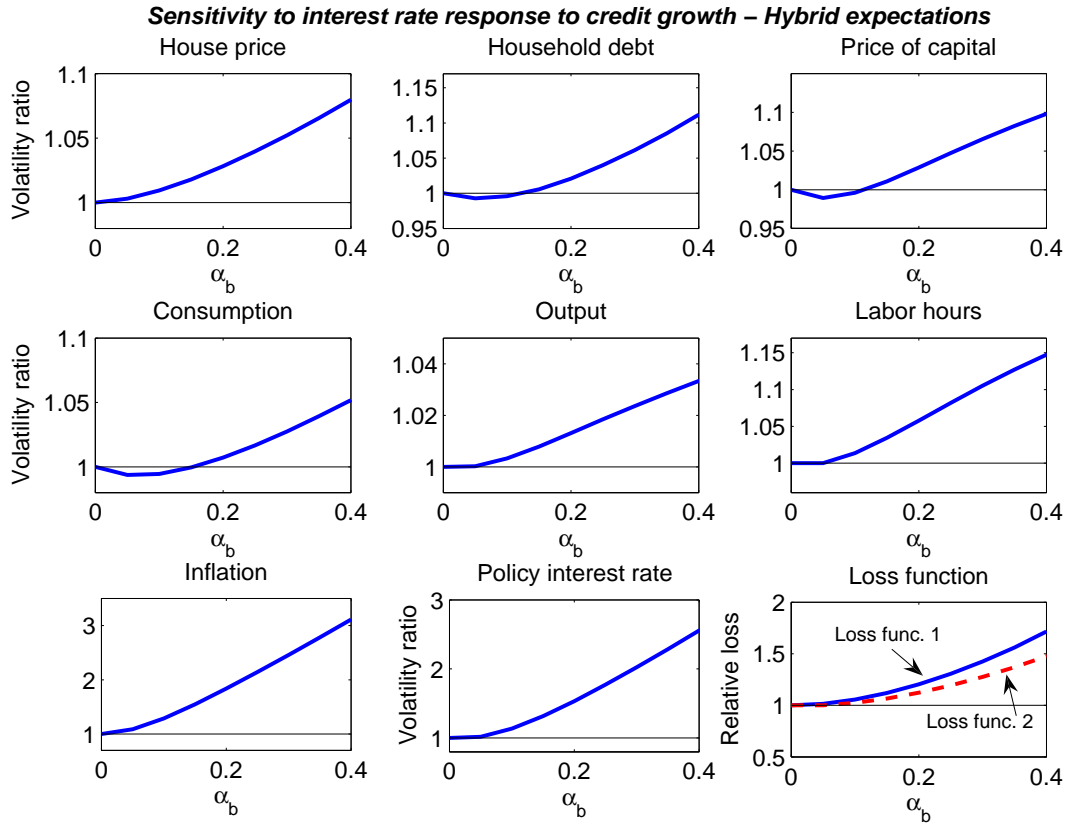 Sensitivity to interest rate response to credit growth – Hybrid expectations
House price
Volatility ratio
1.1
1.05
1
0
0.2
0.4
α_b
Household debt
1.15
1.1
1.05
1
0.95
0
0.2
0.4
α_b
Price of capital
1.1
1.05
1
0.95
0
0.2
0.4
α_b
Consumption
Volatility ratio
1.1
1.05
1
0
0.2
0.4
α_b
Output
1.04
1.02
1
0
0.2
0.4
α_b
Labor hours
1.15
1.1
1.05
1
0
0.2
0.4
α_b
Inflation
3
2
1
0
0.2
0.4
α_b
Policy interest rate
Volatility ratio
3
2
1
0
0.2
0.4
α_b
Loss function
Relative loss
2
1.5
1
0.5
Loss func. 1
Loss func. 2
0
0.2
0.4
α_b